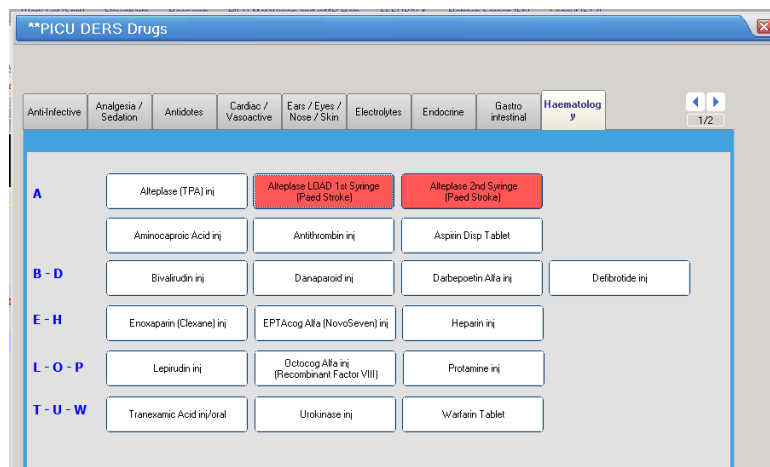 **PICU DERS Drugs
Anti-Infective
Analgesia /
Sedation
Antidotes
Cardiac /
Vasoactive
Ears / Eyes /
Nose / Skin
Electrolytes
Endocrine
Gastro
intestinal
Haematolog
y
1/2
A
Alteplase (TPA) inj
Alteplase LOAD 1st Syringe
(Paed Stroke)
Alteplase 2nd Syringe
(Paed Stroke)
Aminocaproic Acid inj
Antithrombin inj
Aspirin Disp Tablet
B - D
Bivalirudin inj
Danaparoid inj
Darbepoetin Alfa inj
Defibrotide inj
E - H
Enoxaparin (Clexane) inj
EPTAcog Alfa (NovoSeven) inj
Heparin inj
L - O - P
Lepirudin inj
Octocog Alfa inj
(Recombinant Factor VIII)
Protamine inj
T - U - W
Tranexamic Acid inj/oral
Urokinase inj
Warfarin Tablet